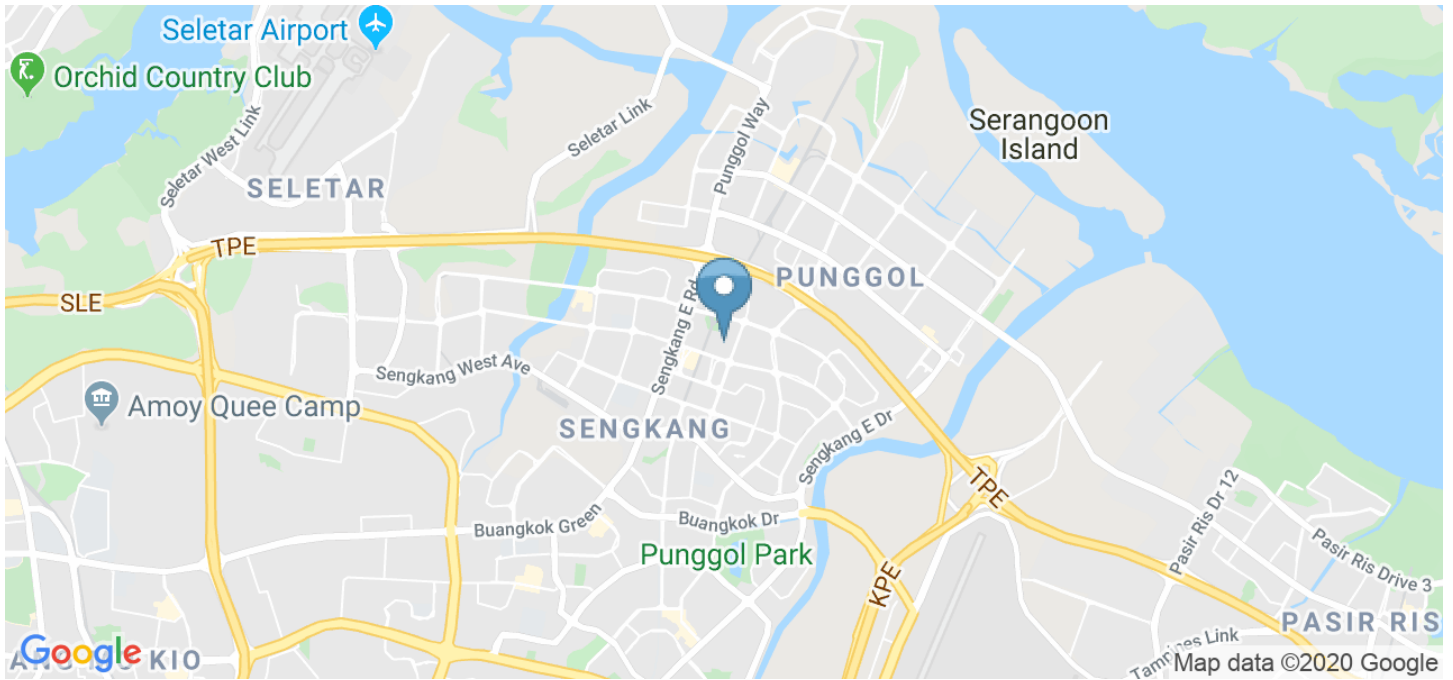 Seletar Airport
Orchid Country Club
Seletar West Link
Seletar Link
Punggol Way
Serangoon
Island
SELETAR
TPE
PUNGGOL
SLE
Sengkang E Rd
Sengkang West Ave
Amoy Quee Camp
SENGKANG
Sengkang E Dr
TPE
Pasir Ris Dr 12
Buangkok Green
Buangkok Dr
Punggol Park
Pasir Ris Drive 3
KPE
PASIR RIS
Tampines Link
KIO
Google
Map data ©2020 Google